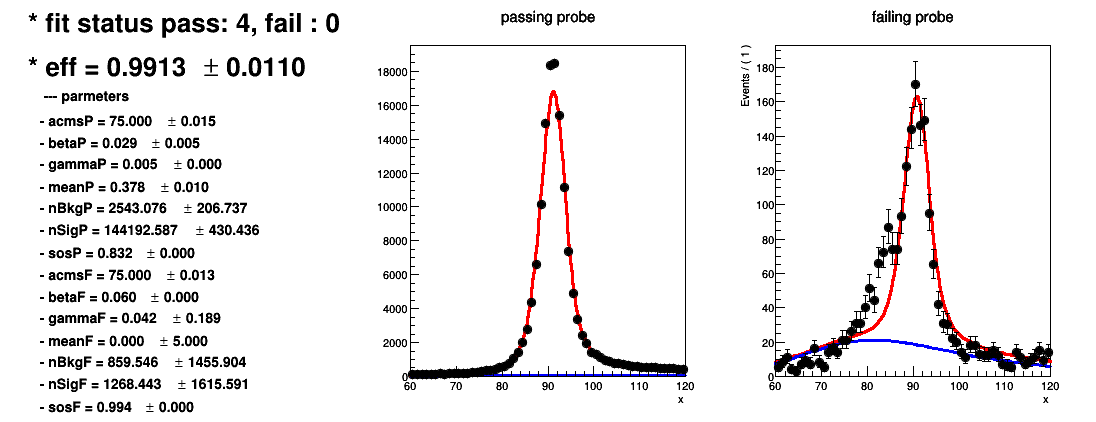 * fit status pass: 4, fail : 0
* eff = 0.9913 ± 0.0110
--- parmeters
- acmsP = 75.000 ± 0.015
- betaP = 0.029 ± 0.005
- gammaP = 0.005 ± 0.000
- meanP = 0.378 ± 0.010
- nBkgP = 2543.076 ± 206.737
- nSigP = 144192.587 ± 430.436
- sosP = 0.832 ± 0.000
- acmsF = 75.000 ± 0.013
- betaF = 0.060 ± 0.000
- gammaF = 0.042 ± 0.189
- meanF = 0.000 ± 5.000
- nBkgF = 859.546 ± 1455.904
- nSigF = 1268.443 ± 1615.591
- sosF = 0.994 ± 0.000
passing probe
18000
16000
14000
12000
10000
8000
6000
4000
2000
0
60 70 80 90 100 110 120
x
failing probe
Events / ( 1 )
180
160
140
120
100
80
60
40
20
0
60 70 80 90 100 110 120
x